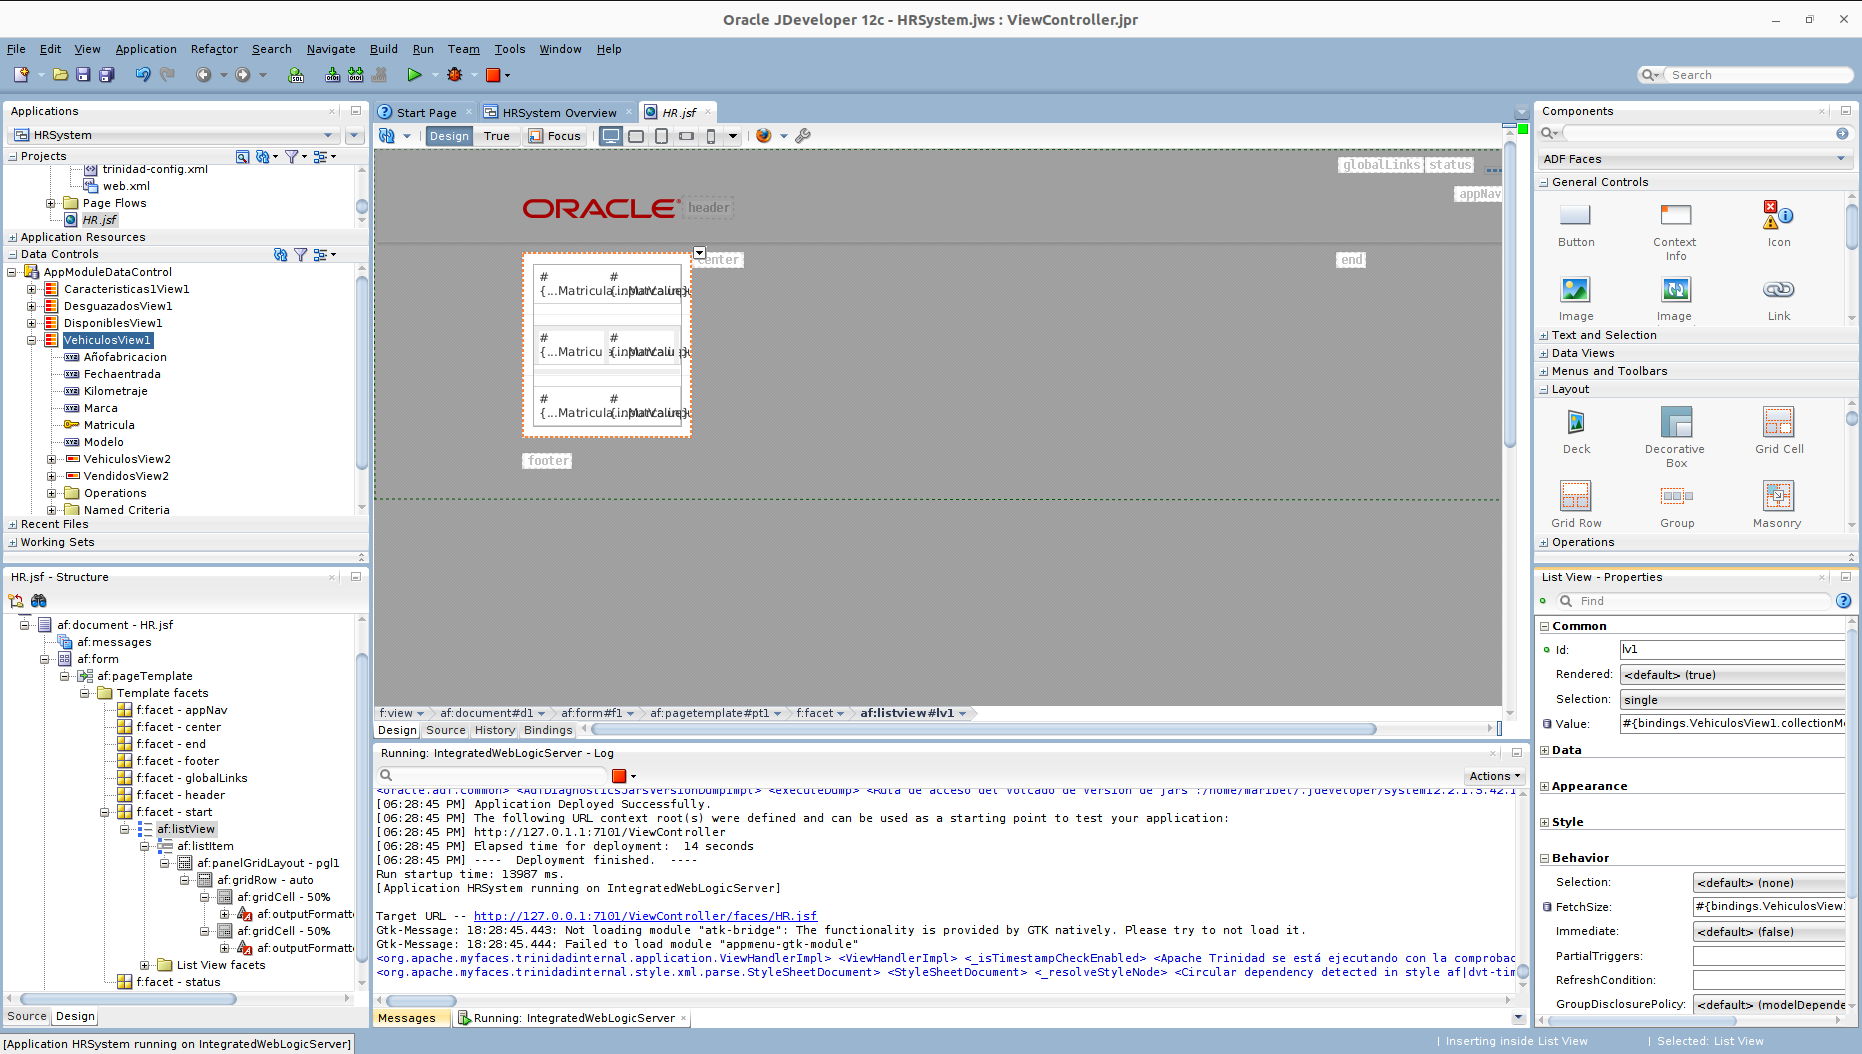 Oracle JDeveloper 12c - HRSystem.jws : ViewController.jpr
File Edit View Application Refactor Search Navigate Build Run Team Tools Window Help
Search
Applications
HRSystem
Projects
trinidad-config.xml
web.xml
Page Flows
HR.jsf
Application Resources
Data Controls
AppModuleDataControl
Caracteristicas1View1
DesguazadosView1
DisponiblesView1
VehiculosView1
Añofabricacion
Fechaentrada
Kilometraje
Marca
Matricula
Modelo
VehiculosView2
VendidosView2
Operations
Named Criteria
Recent Files
Working Sets
HR.jsf - Structure
af:document - HR.jsf
af:messages
af:form
af:pageTemplate
Template facets
f:facet - appNav
f:facet - center
f:facet - end
f:facet - footer
f:facet - globalLinks
f:facet - header
f:facet - start
af:listView
af:listItem
af:panelGridLayout - pgl1
af:gridRow - auto
af:gridCell - 50%
af:outputFormatte
af:gridCell - 50%
af:outputFormatte
List View facets
f:facet - status
Source Design
[Application HRSystem running on IntegratedWebLogicServer]
Start Page HRSystem Overview HR.jsf
Design True Focus
globalLinks status
appNav
ORACLE header
center end
# #
{...Matricula
# #
{...Matricu
# #
{...Matricula
footer
f:view af:document#d1 af:form#f1 af:pagetemplate#pt1 f:facet af:listview#lv1
Design Source History Bindings
Running: IntegratedWebLogicServer - Log
Actions
<oracle.adf.common> <AdfDiagnosticsJarsVersionDumpImpl> <executeDump> <Ruta de acceso del volcado de versión de jars :/home/maribel/.jdeveloper/system12.2.1.3.42.1
[06:28:45 PM] Application Deployed Successfully.
[06:28:45 PM] The following URL context root(s) were defined and can be used as a starting point to test your application:
[06:28:45 PM] http://127.0.1.1:7101/ViewController
[06:28:45 PM] Elapsed time for deployment:  14 seconds
[06:28:45 PM] ----  Deployment finished.  ----
Run startup time: 13987 ms.
[Application HRSystem running on IntegratedWebLogicServer]
Target URL -- http://127.0.0.1:7101/ViewController/faces/HR.jsf
Gtk-Message: 18:28:45.443: Not loading module "atk-bridge": The functionality is provided by GTK natively. Please try to not load it.
Gtk-Message: 18:28:45.444: Failed to load module "appmenu-gtk-module"
<org.apache.myfaces.trinidadinternal.application.ViewHandlerImpl> <ViewHandlerImpl> <_isTimestampCheckEnabled> <Apache Trinidad se está ejecutando con la comprobac
<org.apache.myfaces.trinidadinternal.style.xml.parse.StyleSheetDocument> <StyleSheetDocument> <_resolveStyleNode> <Circular dependency detected in style af|dvt-tim
Messages Running: IntegratedWebLogicServer
Components
ADF Faces
General Controls
Button
Context Info
Icon
Image
Image
Link
Text and Selection
Data Views
Menus and Toolbars
Layout
Deck
Decorative Box
Grid Cell
Grid Row
Group
Masonry
Operations
List View - Properties
Find
Common
Id: lv1
Rendered: <default> (true)
Selection: single
Value: #{bindings.VehiculosView1.collectionMo
Data
Appearance
Style
Behavior
Selection: <default> (none)
FetchSize: #{bindings.VehiculosView1
Immediate: <default> (false)
PartialTriggers:
RefreshCondition:
GroupDisclosurePolicy: <default> (modelDepende
Inserting inside List View
Selected: List View